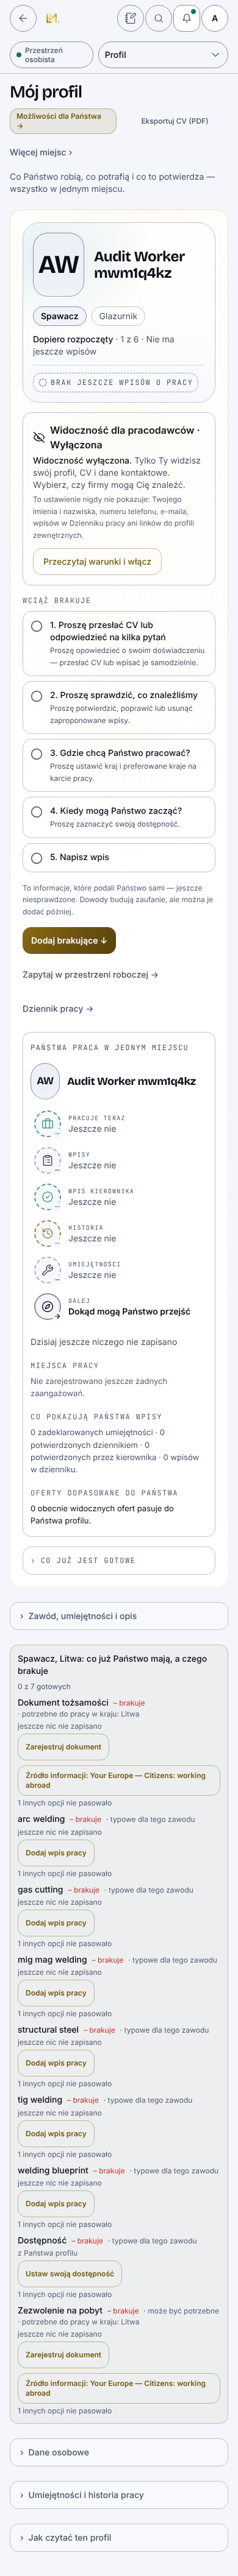 Przestrzeń
osobista
Profil
A
Mój profil
Możliwości dla Państwa
→
Eksportuj CV (PDF)
Więcej miejsc ›
Co Państwo robią, co potrafią i co to potwierdza —
wszystko w jednym miejscu.
AW
Audit Worker
mwm1q4kz
Spawacz
Glazurnik
Dopiero rozpoczęty · 1 z 6 · Nie ma
jeszcze wpisów
BRAK JESZCZE WPISÓW O PRACY
Widoczność dla pracodawców ·
Wyłączona
Widoczność wyłączona. Tylko Ty widzisz
swój profil, CV i dane kontaktowe.
Wybierz, czy firmy mogą Cię znaleźć.
To ustawienie nigdy nie pokazuje: Twojego
imienia i nazwiska, numeru telefonu, e-maila,
wpisów w Dzienniku pracy ani linków do profili
zewnętrznych.
Przeczytaj warunki i włącz
WCIĄŻ BRAKUJE
1. Proszę przesłać CV lub
odpowiedzieć na kilka pytań
Proszę opowiedzieć o swoim doświadczeniu
— przesłać CV lub wpisać je samodzielnie.
2. Proszę sprawdzić, co znaleźliśmy
Proszę potwierdzić, poprawić lub usunąć
zaproponowane wpisy.
3. Gdzie chcą Państwo pracować?
Proszę ustawić kraj i preferowane kraje na
karcie pracy.
4. Kiedy mogą Państwo zacząć?
Proszę zaznaczyć swoją dostępność.
5. Napisz wpis
To informacje, które podali Państwo sami — jeszcze
niesprawdzone. Dowody budują zaufanie, ale można je
dodać później.
Dodaj brakujące ↓
Zapytaj w przestrzeni roboczej →
Dziennik pracy →
PAŃSTWA PRACA W JEDNYM MIEJSCU
AW
Audit Worker mwm1q4kz
PRACUJE TERAZ
Jeszcze nie
WPISY
Jeszcze nie
WPIS KIEROWNIKA
Jeszcze nie
HISTORIA
Jeszcze nie
UMIEJĘTNOŚCI
Jeszcze nie
DALEJ
Dokąd mogą Państwo przejść
Dzisiaj jeszcze niczego nie zapisano
MIEJSCA PRACY
Nie zarejestrowano jeszcze żadnych
zaangażowań.
CO POKAZUJĄ PAŃSTWA WPISY
0 zadeklarowanych umiejętności · 0
potwierdzonych dziennikiem · 0
potwierdzonych przez kierownika · 0 wpisów
w dzienniku.
OFERTY DOPASOWANE DO PAŃSTWA
0 obecnie widocznych ofert pasuje do
Państwa profilu.
› CO JUŻ JEST GOTOWE
› Zawód, umiejętności i opis
Spawacz, Litwa: co już Państwo mają, a czego
brakuje
0 z 7 gotowych
Dokument tożsamości – brakuje
· potrzebne do pracy w kraju: Litwa
jeszcze nic nie zapisano
Zarejestruj dokument
Źródło informacji: Your Europe — Citizens: working
abroad
1 innych opcji nie pasowało
arc welding – brakuje · typowe dla tego zawodu
jeszcze nic nie zapisano
Dodaj wpis pracy
1 innych opcji nie pasowało
gas cutting – brakuje · typowe dla tego zawodu
jeszcze nic nie zapisano
Dodaj wpis pracy
1 innych opcji nie pasowało
mig mag welding – brakuje · typowe dla tego zawodu
jeszcze nic nie zapisano
Dodaj wpis pracy
1 innych opcji nie pasowało
structural steel – brakuje · typowe dla tego zawodu
jeszcze nic nie zapisano
Dodaj wpis pracy
1 innych opcji nie pasowało
tig welding – brakuje · typowe dla tego zawodu
jeszcze nic nie zapisano
Dodaj wpis pracy
1 innych opcji nie pasowało
welding blueprint – brakuje · typowe dla tego zawodu
jeszcze nic nie zapisano
Dodaj wpis pracy
1 innych opcji nie pasowało
Dostępność – brakuje · typowe dla tego zawodu
z Państwa profilu
Ustaw swoją dostępność
1 innych opcji nie pasowało
Zezwolenie na pobyt – brakuje · może być potrzebne
· potrzebne do pracy w kraju: Litwa
jeszcze nic nie zapisano
Zarejestruj dokument
Źródło informacji: Your Europe — Citizens: working
abroad
1 innych opcji nie pasowało
› Dane osobowe
› Umiejętności i historia pracy
› Jak czytać ten profil